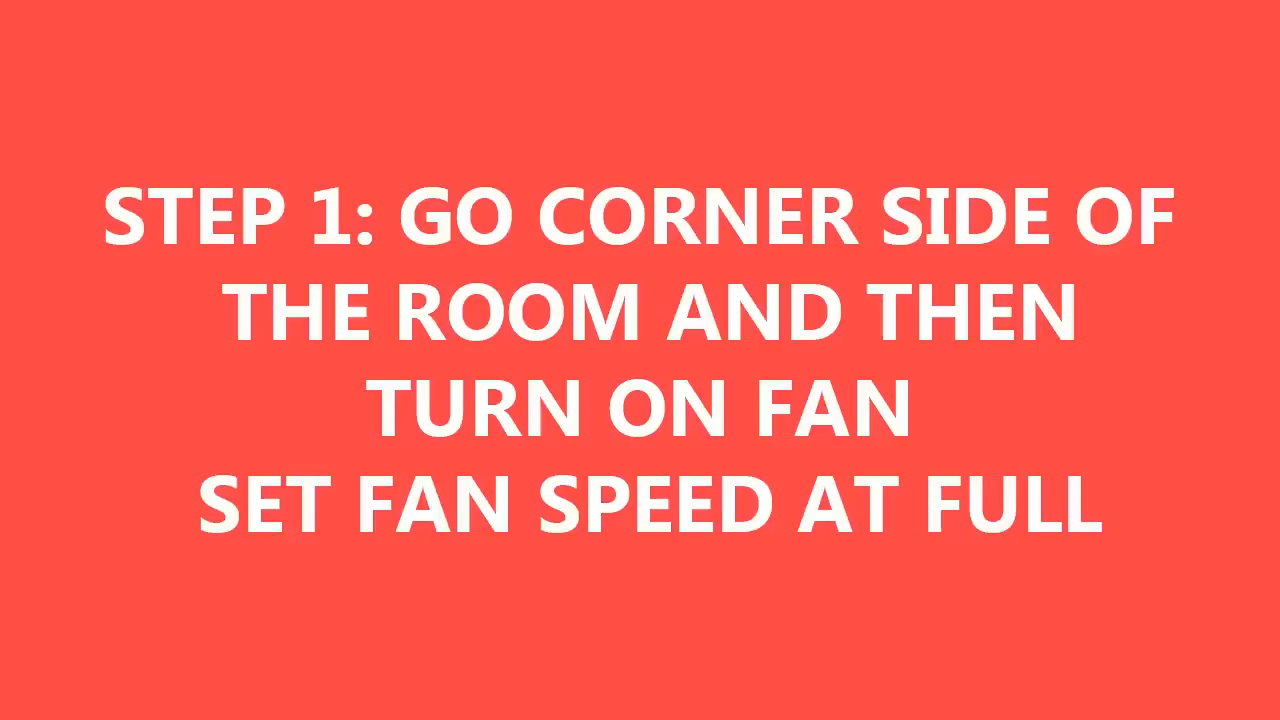 STEP 1: GO CORNER SIDE OF
THE ROOM AND THEN
TURN ON FAN
SET FAN SPEED AT FULL